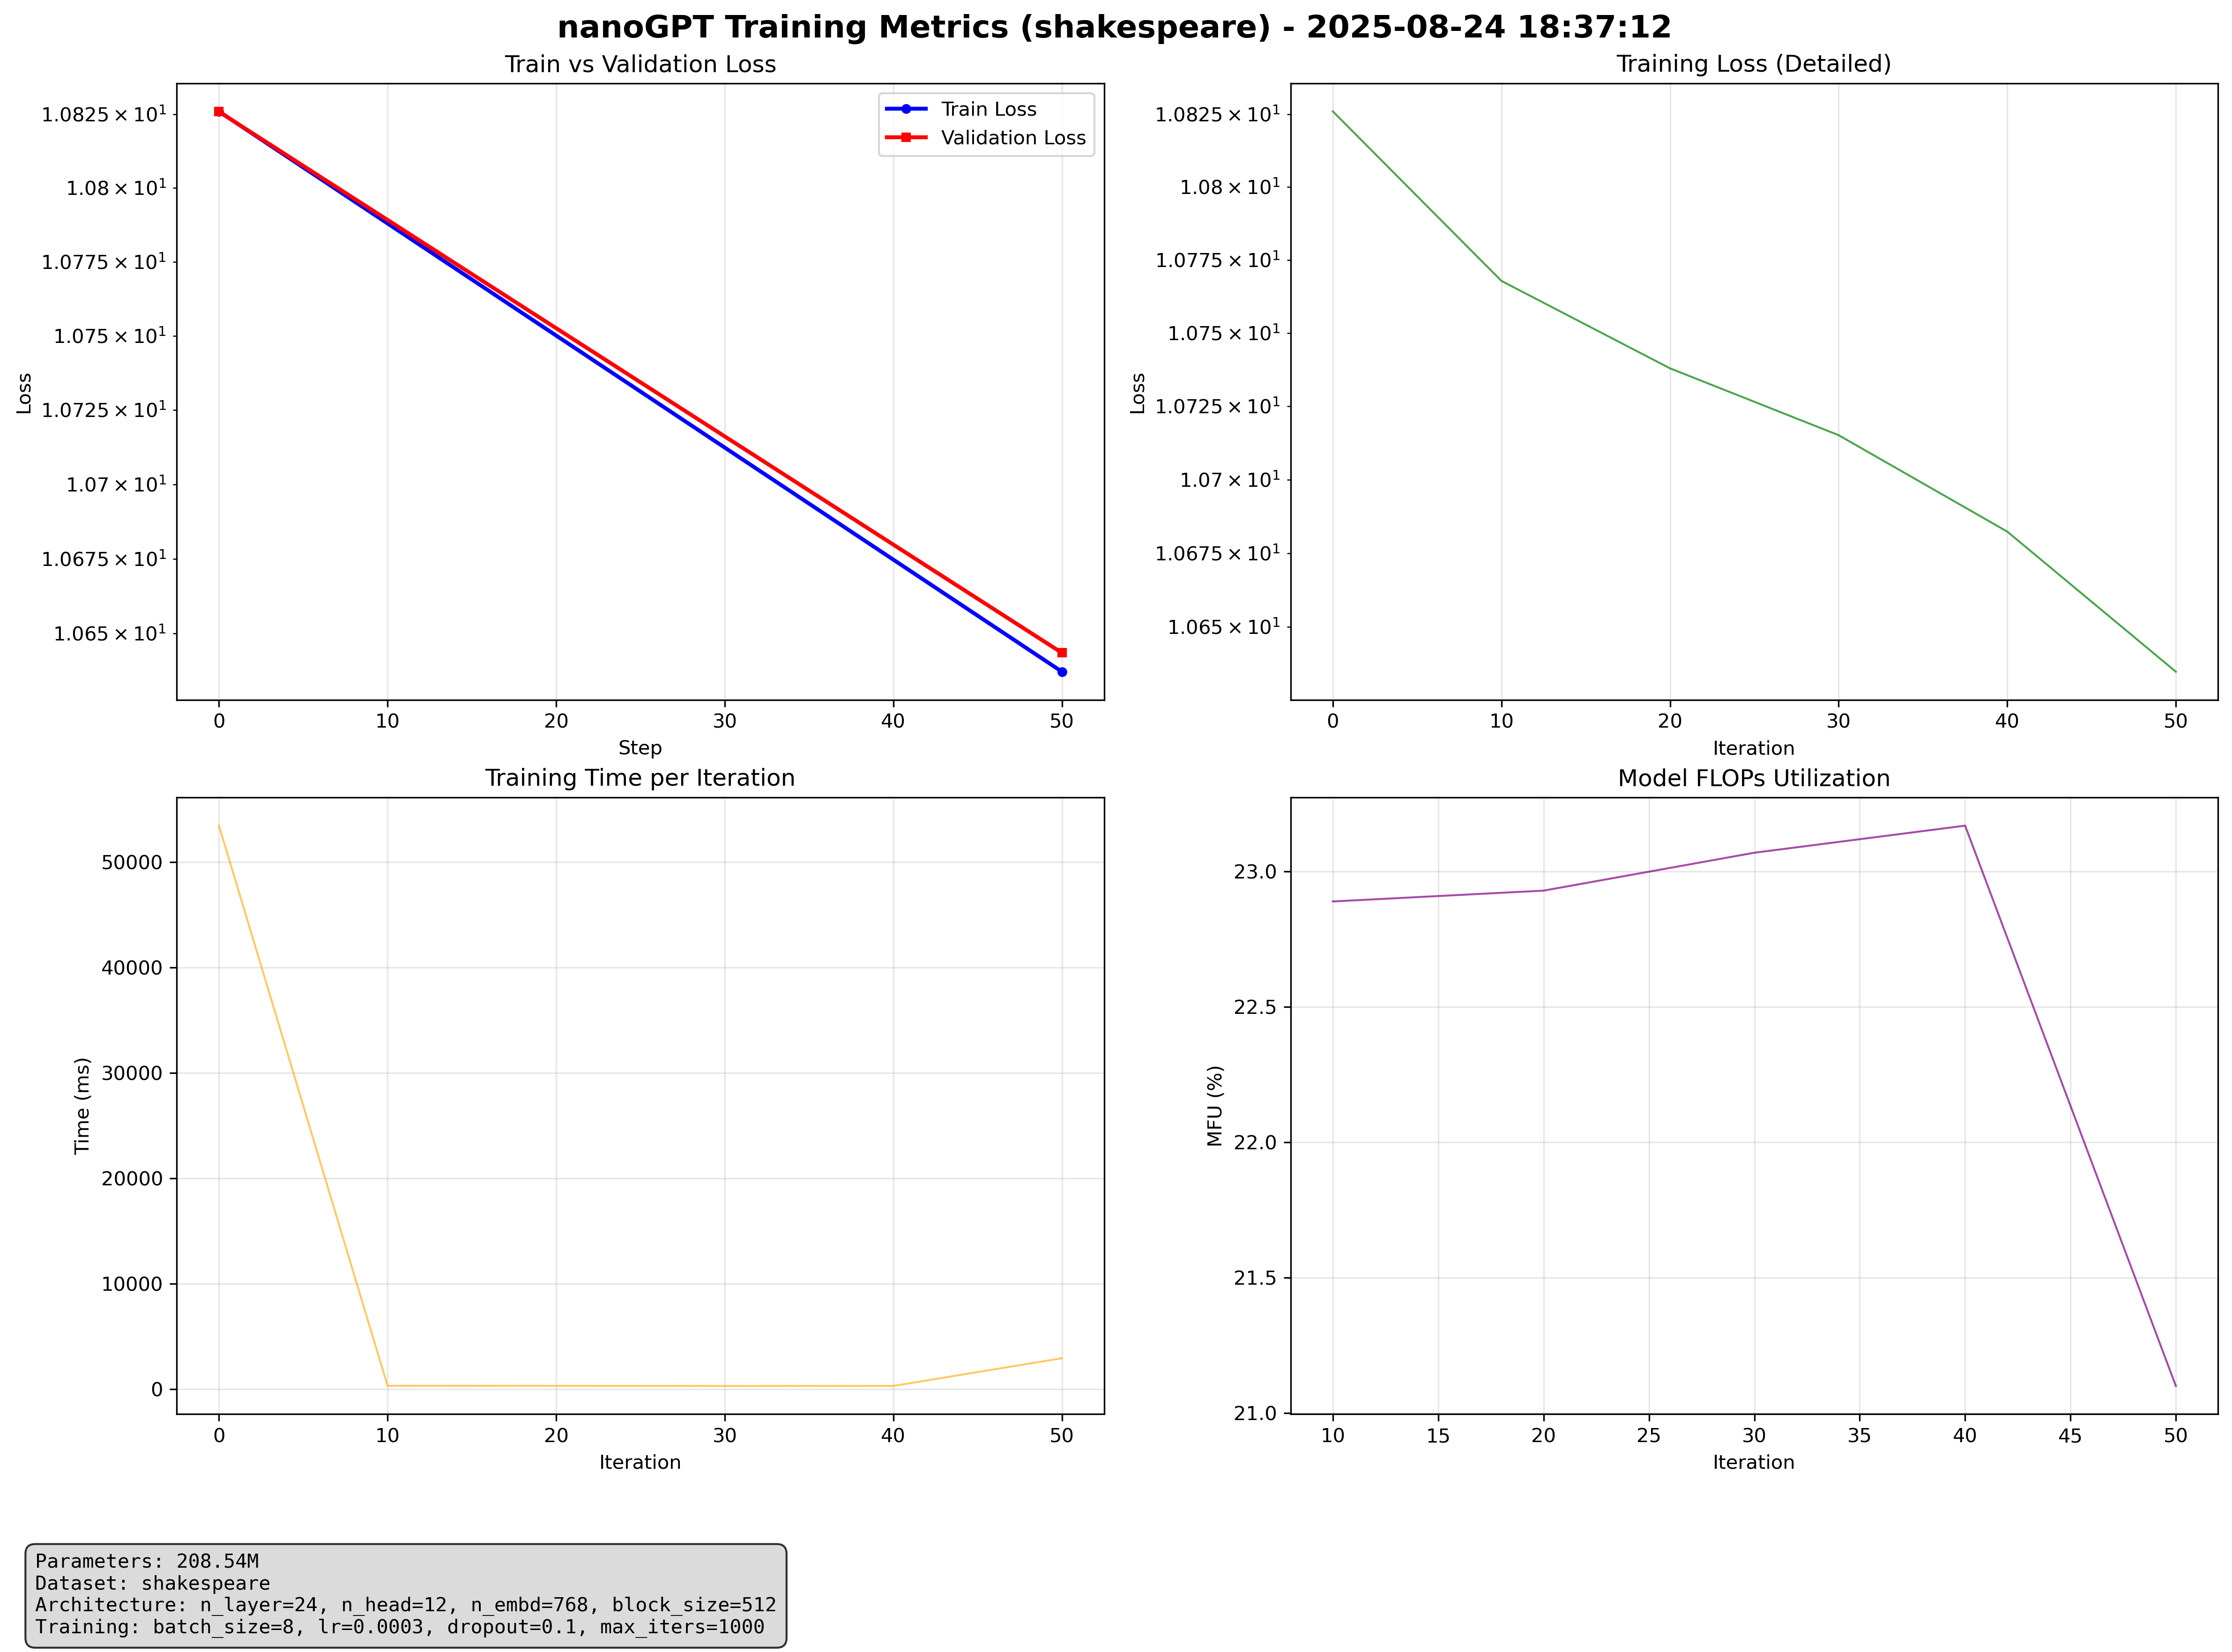 nanoGPT Training Metrics (shakespeare) - 2025-08-24 18:37:12
Train vs Validation Loss
1.0825 × 10¹
1.08 × 10¹
1.0775 × 10¹
1.075 × 10¹
1.0725 × 10¹
1.07 × 10¹
1.0675 × 10¹
1.065 × 10¹
Loss
Train Loss
Validation Loss
0 10 20 30 40 50
Step
Training Loss (Detailed)
1.0825 × 10¹
1.08 × 10¹
1.0775 × 10¹
1.075 × 10¹
1.0725 × 10¹
1.07 × 10¹
1.0675 × 10¹
1.065 × 10¹
Loss
0 10 20 30 40 50
Iteration
Training Time per Iteration
50000
40000
30000
20000
10000
0
Time (ms)
0 10 20 30 40 50
Iteration
Model FLOPs Utilization
23.0
22.5
22.0
21.5
21.0
MFU (%)
10 15 20 25 30 35 40 45 50
Iteration
Parameters: 208.54M
Dataset: shakespeare
Architecture: n_layer=24, n_head=12, n_embd=768, block_size=512
Training: batch_size=8, lr=0.0003, dropout=0.1, max_iters=1000